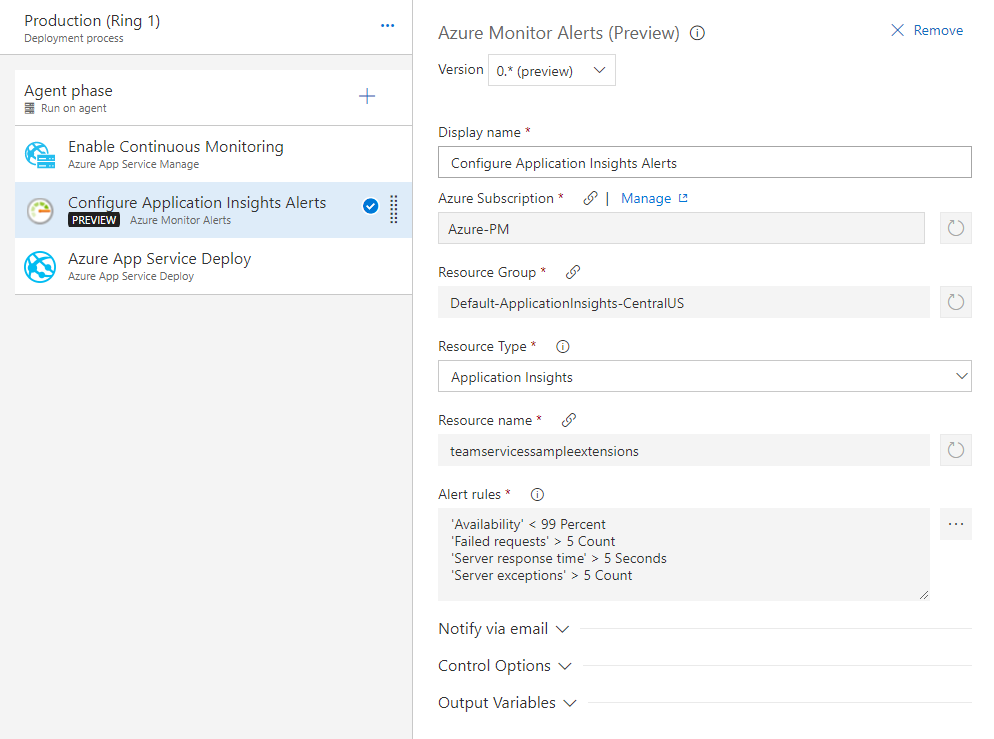 Production (Ring 1)
Deployment process
Agent phase
Run on agent
Enable Continuous Monitoring
Azure App Service Manage
Configure Application Insights Alerts
PREVIEW Azure Monitor Alerts
Azure App Service Deploy
Azure App Service Deploy
Azure Monitor Alerts (Preview)
Remove
Version 0.* (preview)
Display name *
Configure Application Insights Alerts
Azure Subscription * | Manage
Azure-PM
Resource Group *
Default-ApplicationInsights-CentralUS
Resource Type *
Application Insights
Resource name *
teamservicessampleextensions
Alert rules *
'Availability' < 99 Percent
'Failed requests' > 5 Count
'Server response time' > 5 Seconds
'Server exceptions' > 5 Count
Notify via email
Control Options
Output Variables